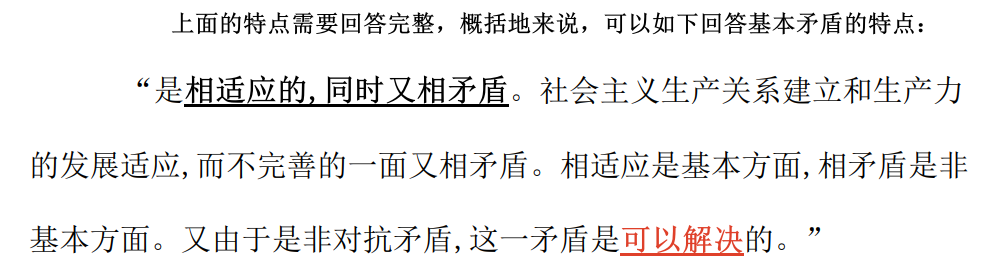 上面的特点需要回答完整，概括地来说，可以如下回答基本矛盾的特点：
“是相适应的,同时又相矛盾。社会主义生产关系建立和生产力
的发展适应,而不完善的一面又相矛盾。相适应是基本方面,相矛盾是非
基本方面。又由于是非对抗矛盾,这一矛盾是可以解决的。”